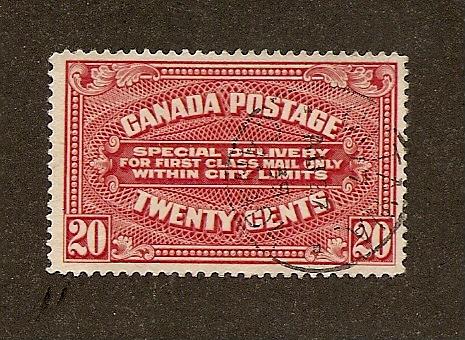 CANADA POSTAGE
SPECIAL DELIVERY
FOR FIRST CLASS MAIL ONLY
WITHIN CITY LIMITS
TWENTY CENTS
20 20